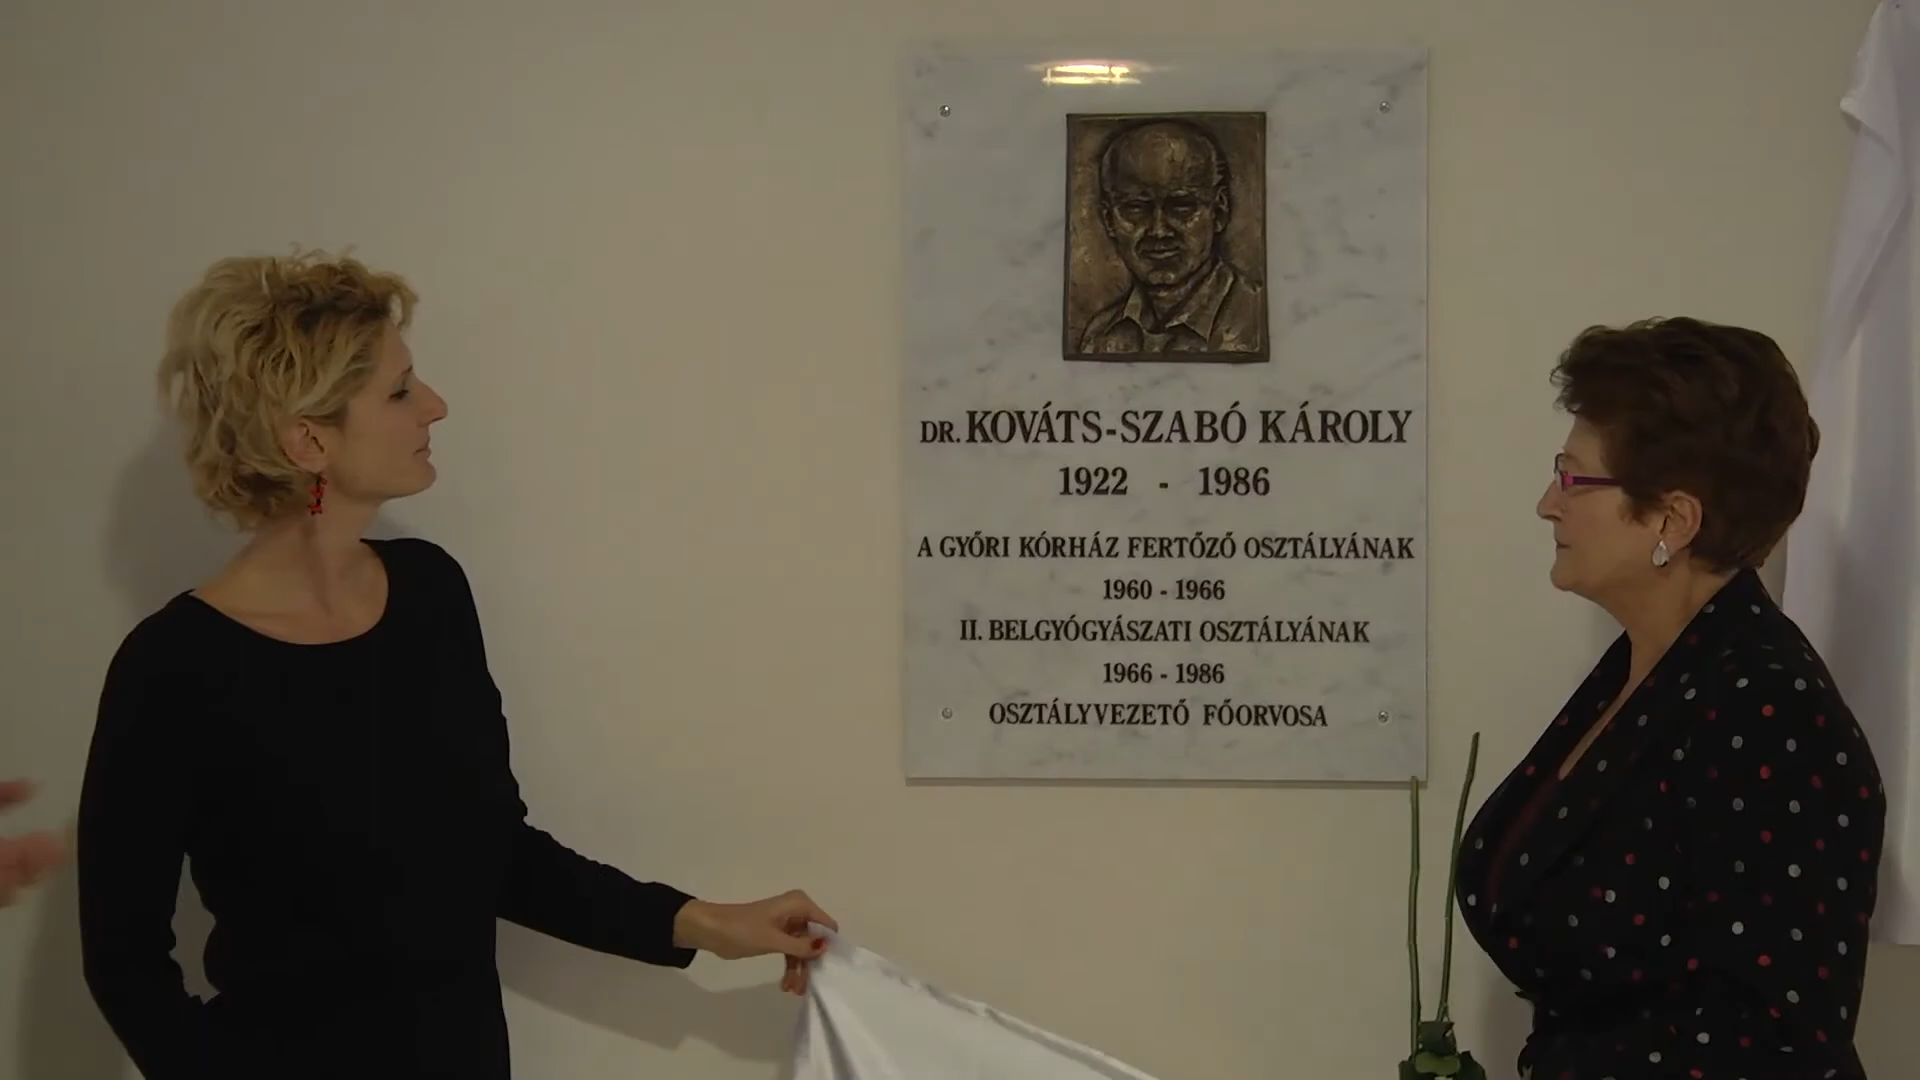 DR. KOVÁTS-SZABÓ KÁROLY
1922 - 1986
A GYŐRI KÓRHÁZ FERTŐZŐ OSZTÁLYÁNAK
1960 - 1966
II. BELGYÓGYÁSZATI OSZTÁLYÁNAK
1966 - 1986
OSZTÁLYVEZETŐ FŐORVOSA